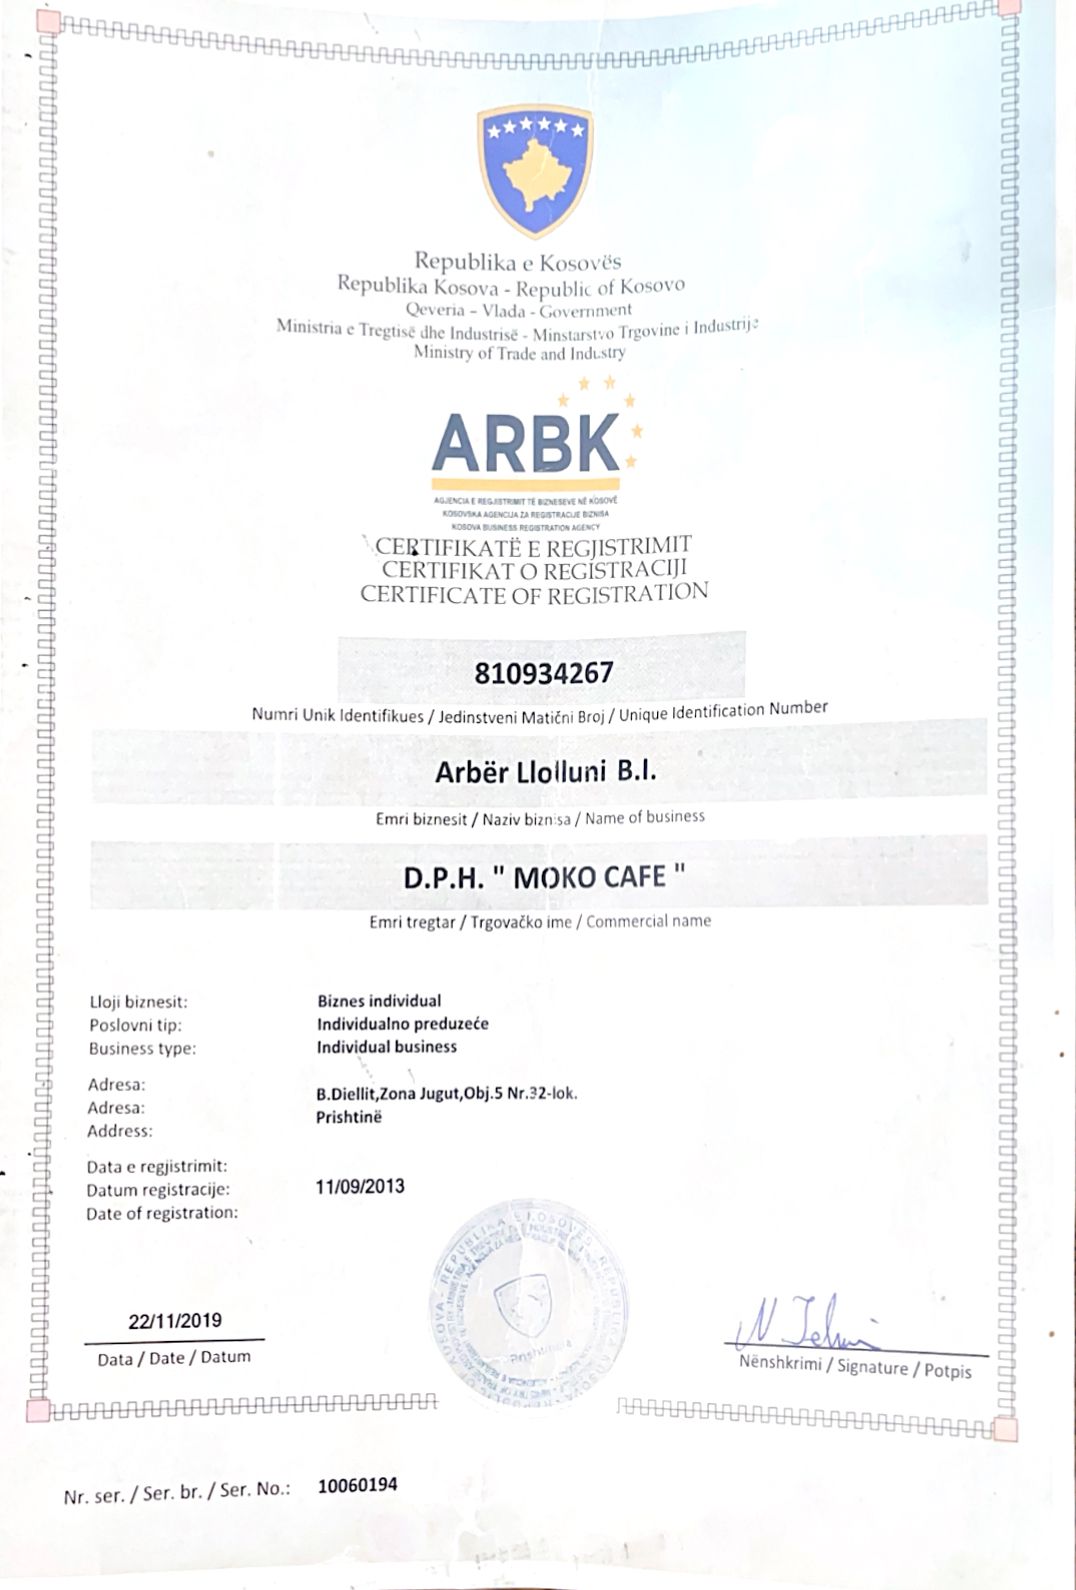 Republika e Kosovës
Republika Kosova - Republic of Kosovo
Qeveria – Vlada - Government
Ministria e Tregtisë dhe Industrisë - Minstarstvo Trgovine i Industrije
Ministry of Trade and Industry
ARBK
AGJENCIA E REGJISTRIMIT TË BIZNESEVE NË KOSOVË
KOSOVSKA AGENCIJA ZA REGISTRACIJE BIZNISA
KOSOVA BUSINESS REGISTRATION AGENCY
CERTIFIKATË E REGJISTRIMIT
CERTIFIKAT O REGISTRACIJI
CERTIFICATE OF REGISTRATION
810934267
Numri Unik Identifikues / Jedinstveni Matični Broj / Unique Identification Number
Arbër Llolluni B.I.
Emri biznesit / Naziv biznisa / Name of business
D.P.H. " MOKO CAFE "
Emri tregtar / Trgovačko ime / Commercial name
Lloji biznesit: Biznes individual
Poslovni tip: Individualno preduzeće
Business type: Individual business
Adresa:
B.Diellit,Zona Jugut,Obj.5 Nr.32-lok.
Adresa:
Prishtinë
Address:
Data e regjistrimit:
Datum registracije: 11/09/2013
Date of registration:
22/11/2019
Data / Date / Datum
Nënshkrimi / Signature / Potpis
Nr. ser. / Ser. br. / Ser. No.: 10060194